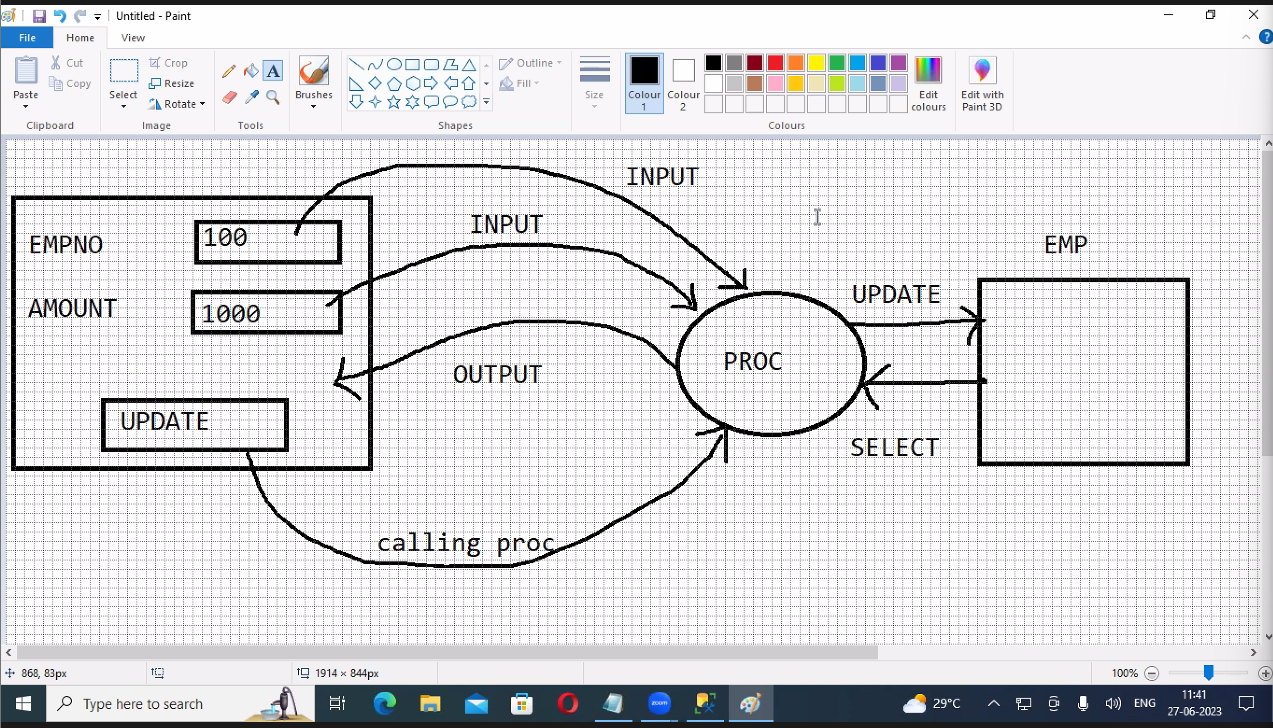 Untitled - Paint
File Home View
Paste Cut Copy Select Crop Resize Rotate Brushes Outline Fill Size Colour 1 Colour 2 Edit colours Edit with Paint 3D
Clipboard Image Tools Shapes Colours
INPUT
INPUT
EMPNO 100
EMP
AMOUNT 1000
UPDATE
PROC
OUTPUT
UPDATE
SELECT
calling proc
868, 83px 1914 × 844px 100%
Type here to search zoom 29°C ENG 11:41
27-06-2023